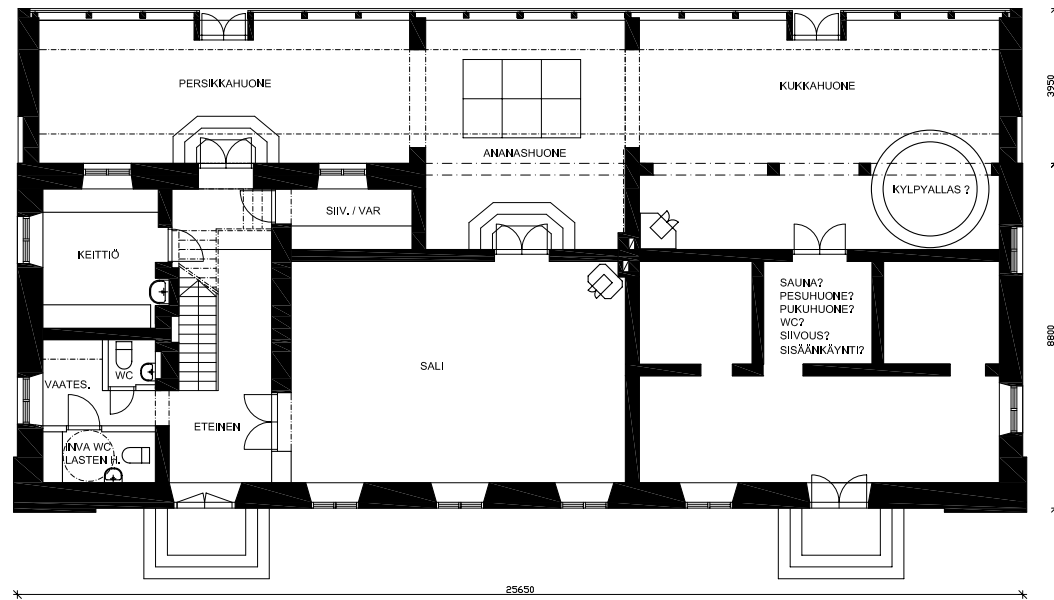 PERSIKKAHUONE
KUKKAHUONE
3950
ANANASHUONE
KYLPYALLAS ?
SIIV. / VAR
KEITTIÖ
SAUNA?
PESUHUONE?
PUKUHUONE?
WC?
SIIVOUS?
SISÄÄNKÄYNTI?
8800
SALI
WC
VAATES.
ETEINEN
INVA WC
LASTEN H.
25650